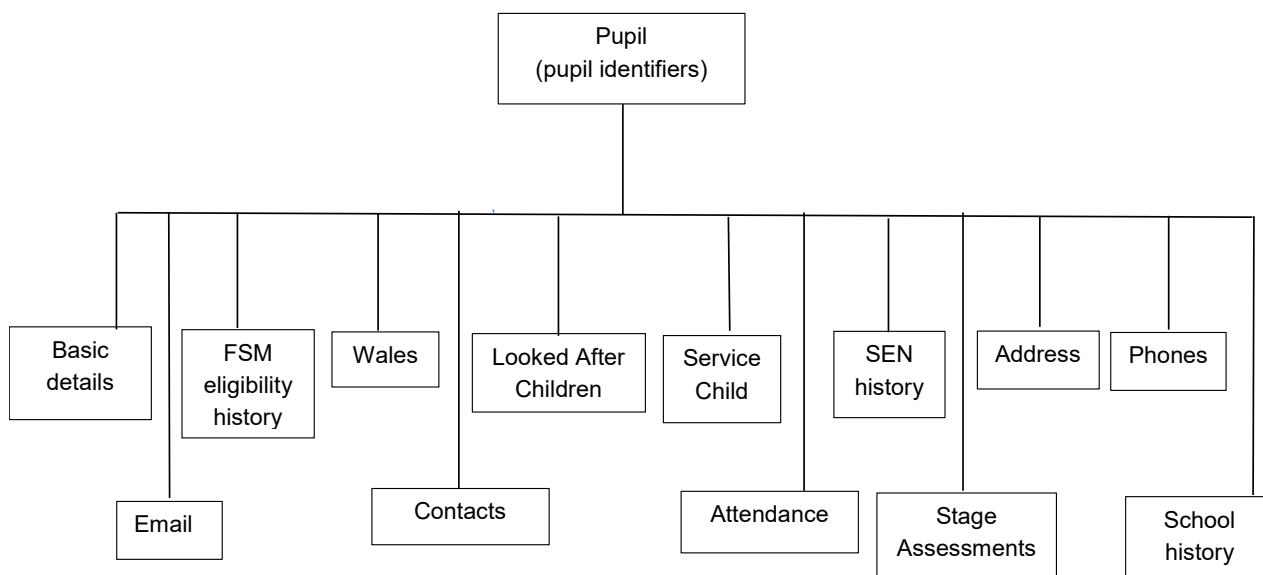 Pupil
(pupil identifiers)
Basic
details
FSM
eligibility
history
Wales
Looked After
Children
Service
Child
SEN
history
Address
Phones
Email
Contacts
Attendance
Stage
Assessments
School
history